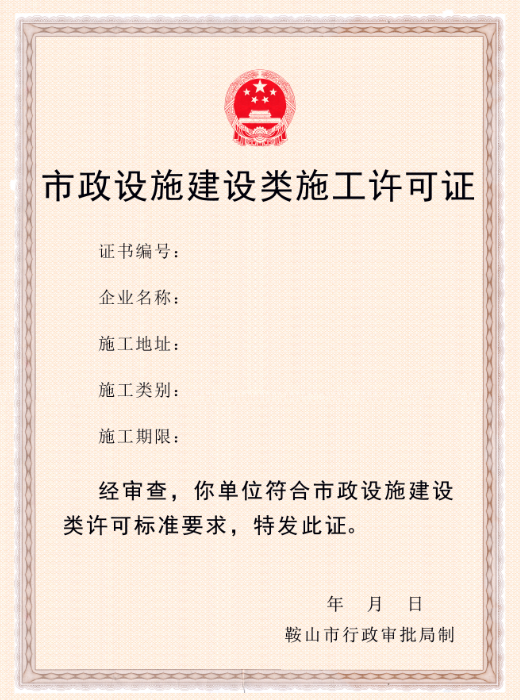 市政设施建设类施工许可证
证书编号：
企业名称：
施工地址：
施工类别：
施工期限：
经审查，你单位符合市政设施建设
类许可标准要求，特发此证。
年 月 日
鞍山市行政审批局制